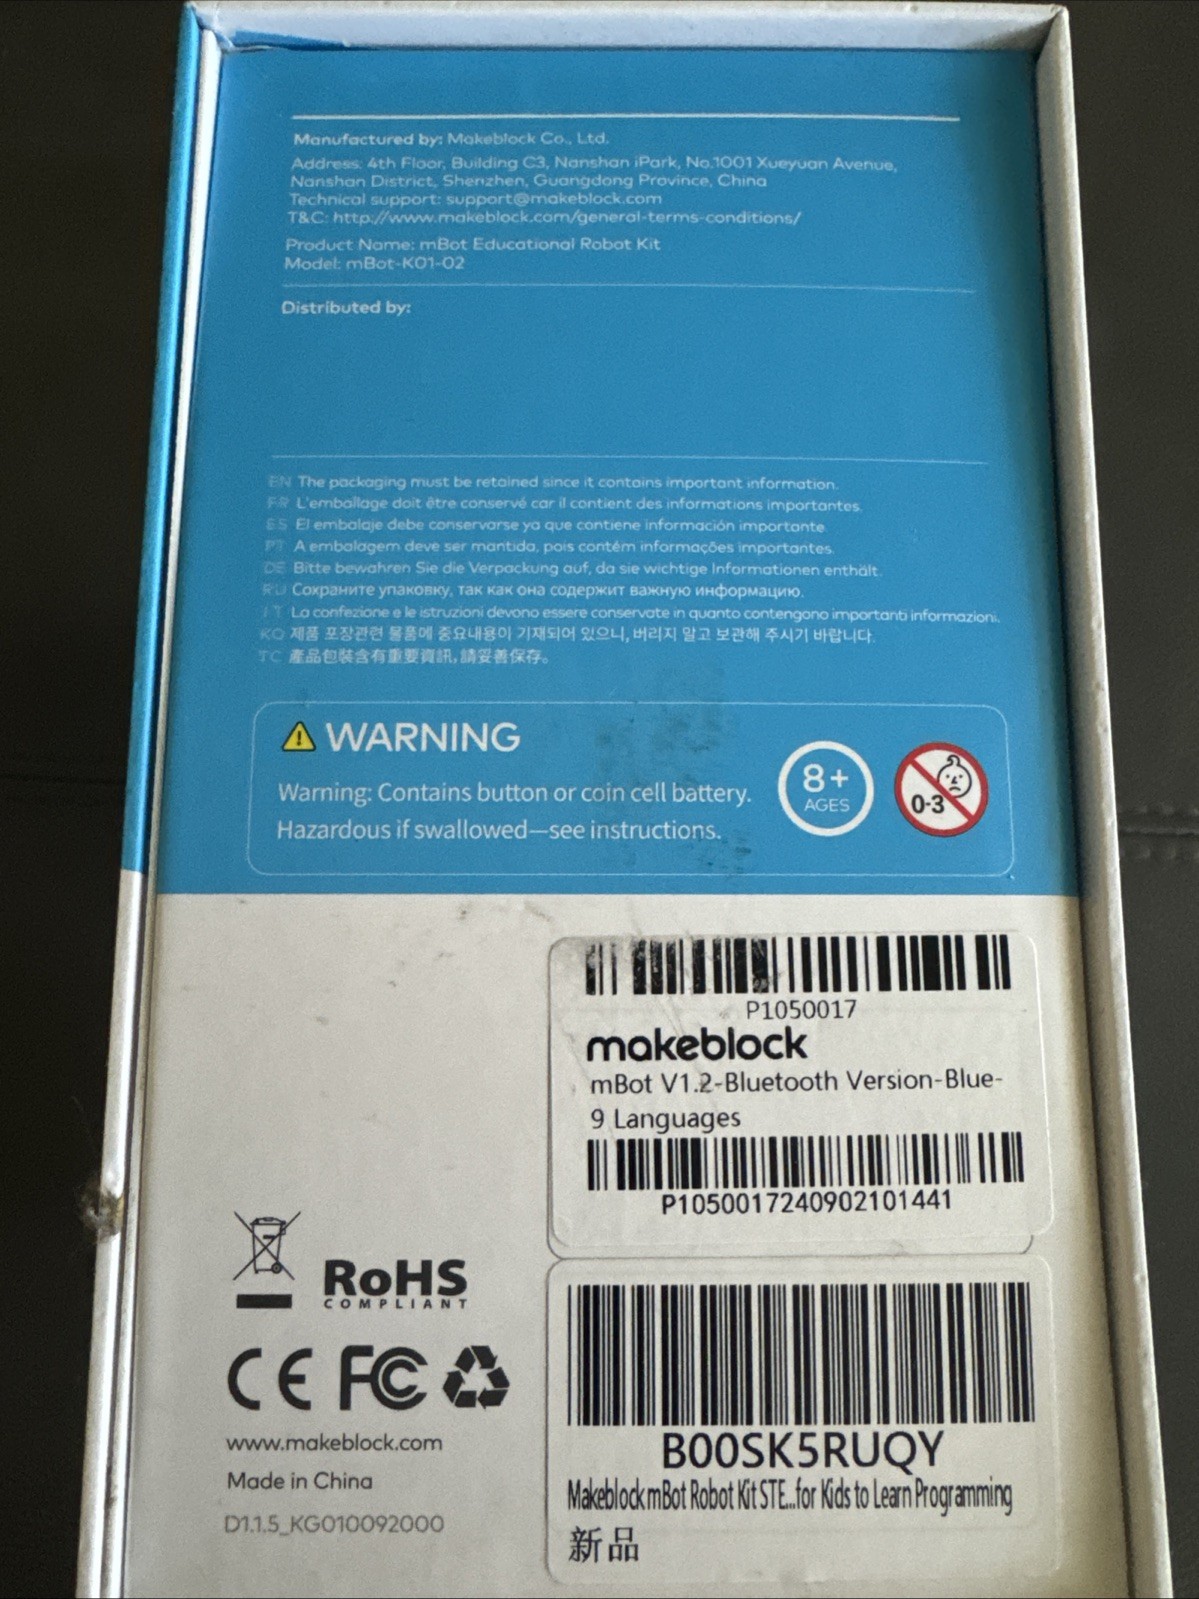 Manufactured by: Makeblock Co., Ltd.
Address: 4th Floor, Building C3, Nanshan iPark, No.1001 Xueyuan Avenue,
Nanshan District, Shenzhen, Guangdong Province, China
Technical support: support@makeblock.com
T&C: http://www.makeblock.com/general-terms-conditions/
Product Name: mBot Educational Robot Kit
Model: mBot-K01-02
Distributed by:
EN The packaging must be retained since it contains important information.
FR L'emballage doit être conservé car il contient des informations importantes.
ES El embalaje debe conservarse ya que contiene información importante
PT A embalagem deve ser mantida, pois contém informações importantes.
DE Bitte bewahren Sie die Verpackung auf, da sie wichtige Informationen enthält.
RU Сохраните упаковку, так как она содержит важную информацию.
IT La confezione e le istruzioni devono essere conservate in quanto contengono importanti informazioni.
KO 제품 포장관련 물품에 중요내용이 기재되어 있으니, 버리지 말고 보관해 주시기 바랍니다.
TC 產品包裝含有重要資訊,請妥善保存。
WARNING
Warning: Contains button or coin cell battery.
Hazardous if swallowed—see instructions.
8+
AGES
0-3
P1050017
makeblock
mBot V1.2-Bluetooth Version-Blue-
9 Languages
P1050017240902101441
RoHS
COMPLIANT
CE FC
www.makeblock.com
Made in China
D1.1.5_KG010092000
B00SK5RUQY
Makeblock mBot Robot Kit STE...for Kids to Learn Programming
新品